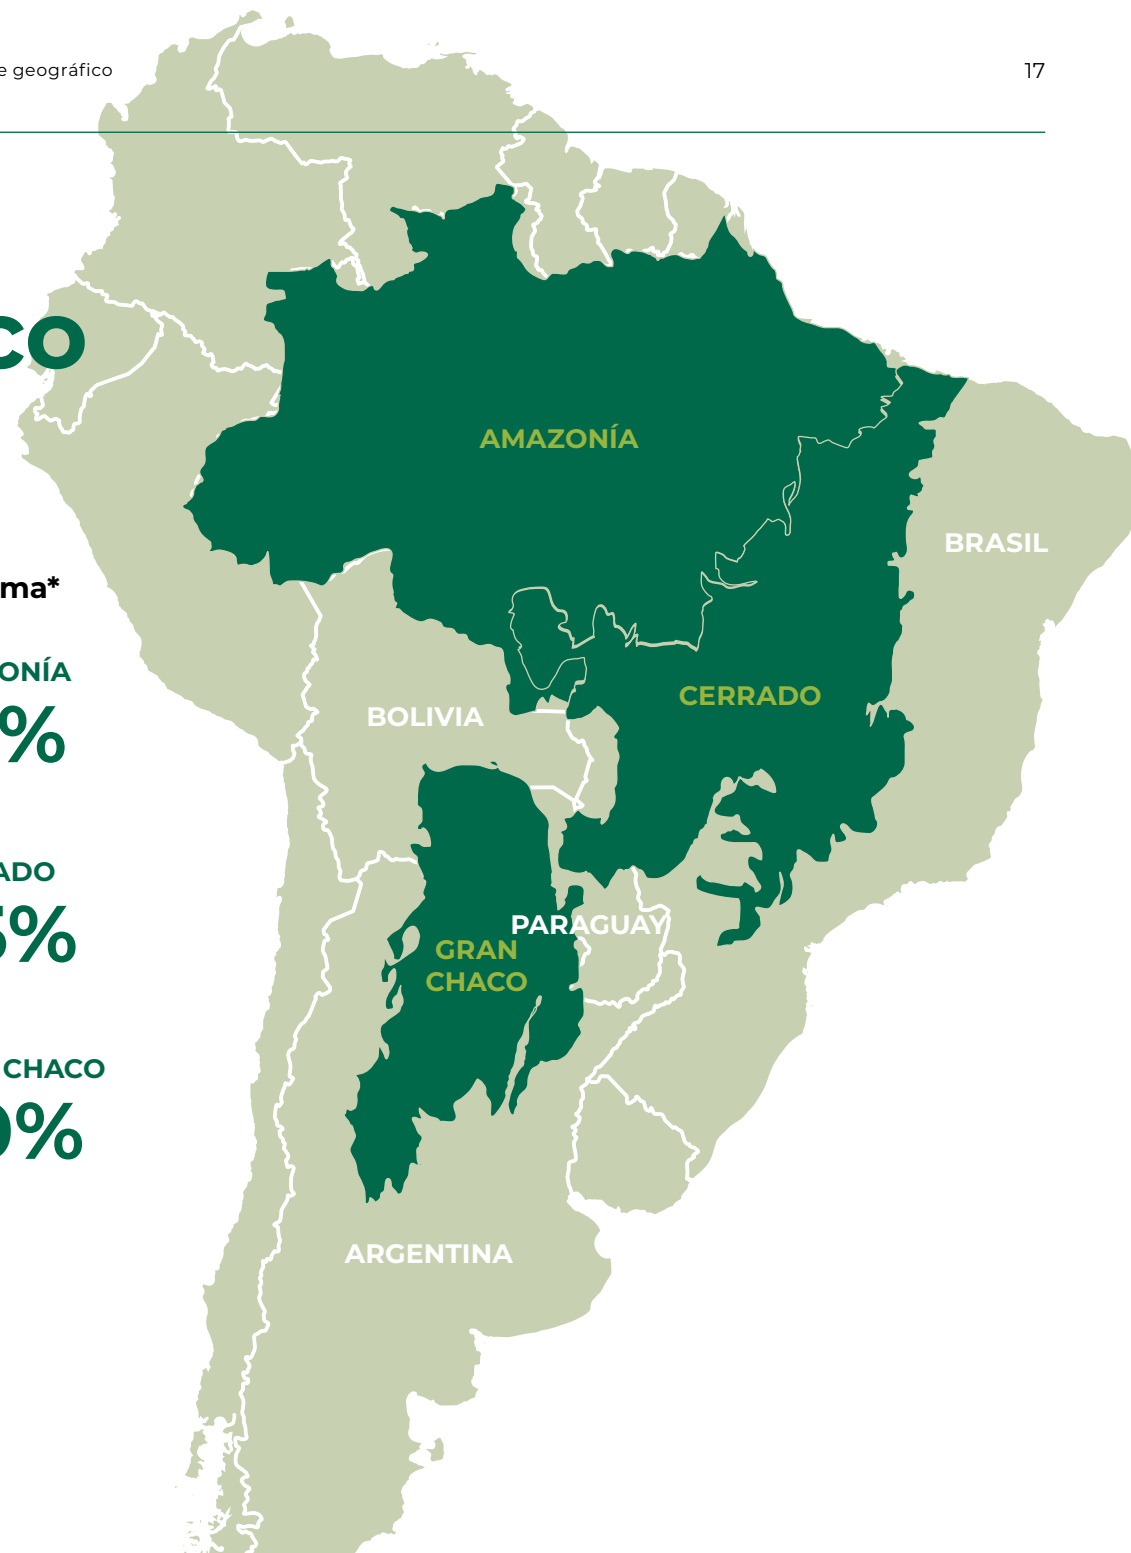 e geográfico
17
CO
AMAZONÍA
BRASIL
ma*
ONÍA
%
CERRADO
BOLIVIA
ADO
5%
PARAGUAY
GRAN
CHACO
CHACO
0%
ARGENTINA